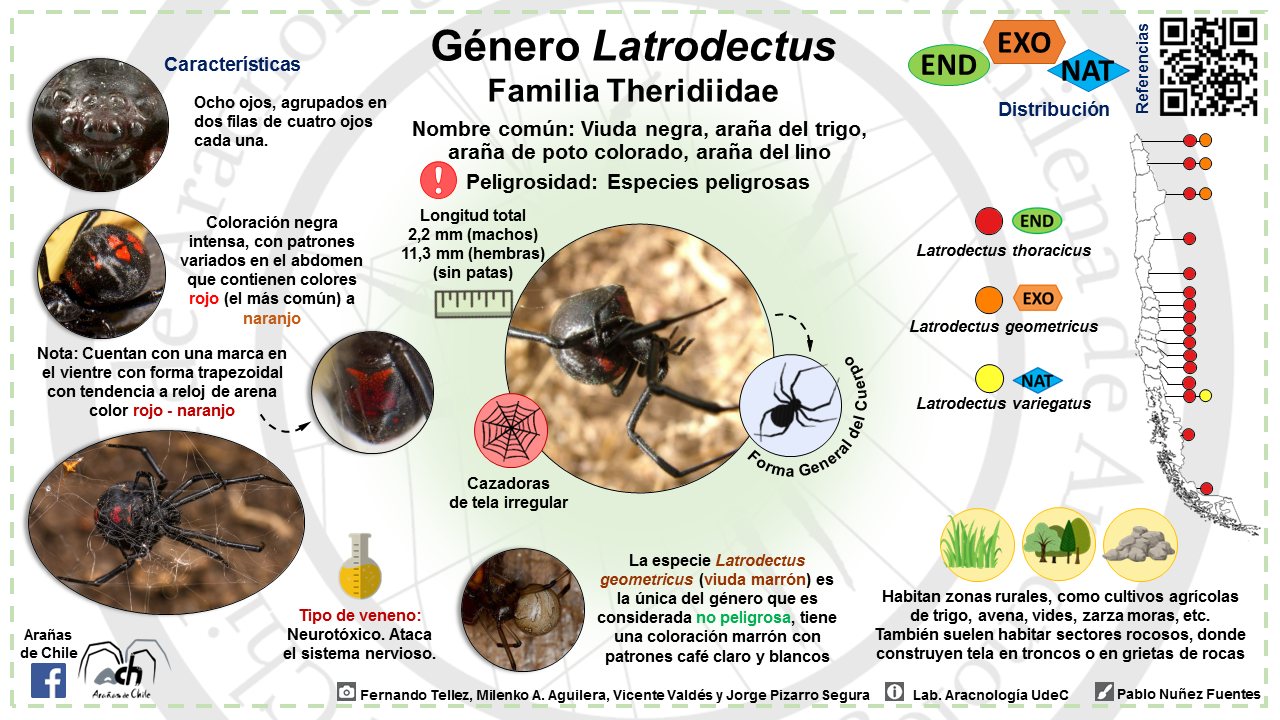 Género Latrodectus
Familia Theridiidae
Nombre común: Viuda negra, araña del trigo,
araña de poto colorado, araña del lino
Peligrosidad: Especies peligrosas
Características
Ocho ojos, agrupados en
dos filas de cuatro ojos
cada una.
Coloración negra
intensa, con patrones
variados en el abdomen
que contienen colores
rojo (el más común) a
naranjo
Nota: Cuentan con una marca en
el vientre con forma trapezoidal
con tendencia a reloj de arena
color rojo - naranjo
Longitud total
2,2 mm (machos)
11,3 mm (hembras)
(sin patas)
Forma General del Cuerpo
Cazadoras
de tela irregular
Tipo de veneno:
Neurotóxico. Ataca
el sistema nervioso.
La especie Latrodectus
geometricus (viuda marrón) es
la única del género que es
considerada no peligrosa, tiene
una coloración marrón con
patrones café claro y blancos
END
EXO
NAT
Distribución
Referencias
END
Latrodectus thoracicus
EXO
Latrodectus geometricus
NAT
Latrodectus variegatus
Habitan zonas rurales, como cultivos agrícolas
de trigo, avena, vides, zarza moras, etc.
También suelen habitar sectores rocosos, donde
construyen tela en troncos o en grietas de rocas
Arañas
de Chile
ach
Arañas de Chile
Fernando Tellez, Milenko A. Aguilera, Vicente Valdés y Jorge Pizarro Segura
Lab. Aracnología UdeC
Pablo Nuñez Fuentes